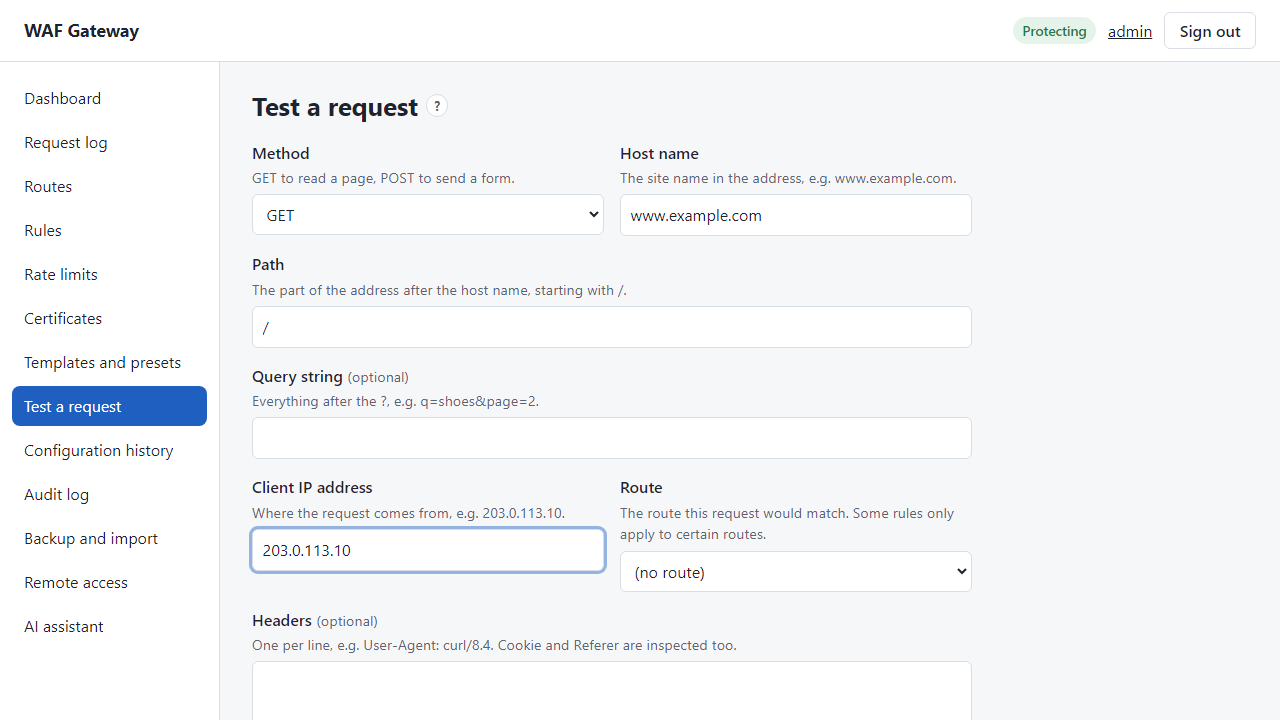 WAF Gateway
Protecting
admin
Sign out
Dashboard
Request log
Routes
Rules
Rate limits
Certificates
Templates and presets
Test a request
Configuration history
Audit log
Backup and import
Remote access
AI assistant
Test a request ?
Method
GET to read a page, POST to send a form.
GET
Host name
The site name in the address, e.g. www.example.com.
www.example.com
Path
The part of the address after the host name, starting with /.
/
Query string (optional)
Everything after the ?, e.g. q=shoes&page=2.
Client IP address
Where the request comes from, e.g. 203.0.113.10.
203.0.113.10
Route
The route this request would match. Some rules only
apply to certain routes.
(no route)
Headers (optional)
One per line, e.g. User-Agent: curl/8.4. Cookie and Referer are inspected too.